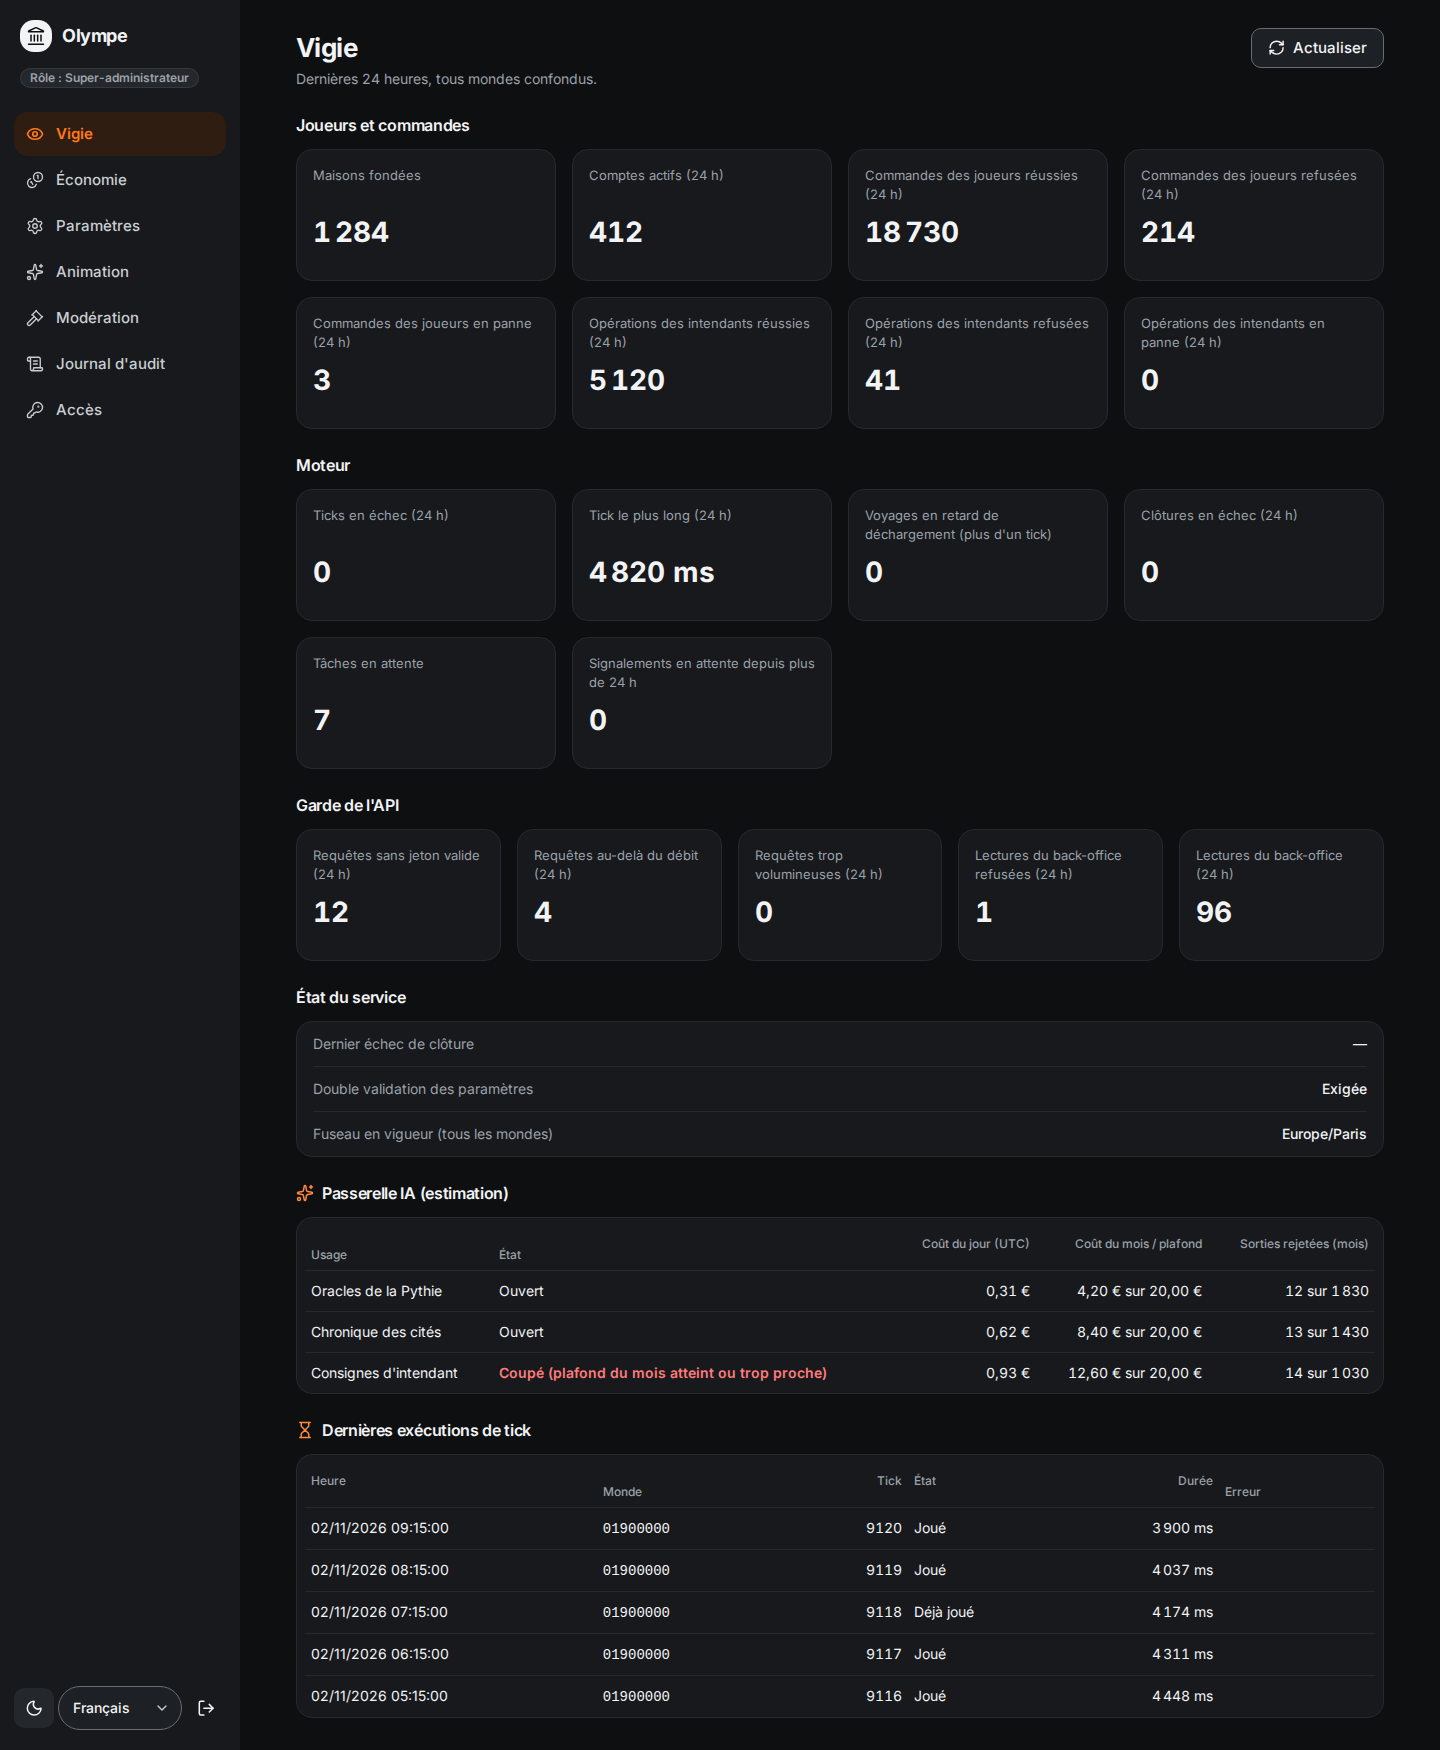 Olympe
Rôle : Super-administrateur
Vigie
Économie
Paramètres
Animation
Modération
Journal d'audit
Accès
Français
Vigie
Dernières 24 heures, tous mondes confondus.
Actualiser
Joueurs et commandes
Maisons fondées
1 284
Comptes actifs (24 h)
412
Commandes des joueurs réussies
(24 h)
18 730
Commandes des joueurs refusées
(24 h)
214
Commandes des joueurs en panne
(24 h)
3
Opérations des intendants réussies
(24 h)
5 120
Opérations des intendants refusées
(24 h)
41
Opérations des intendants en
panne (24 h)
0
Moteur
Ticks en échec (24 h)
0
Tick le plus long (24 h)
4 820 ms
Voyages en retard de
déchargement (plus d'un tick)
0
Clôtures en échec (24 h)
0
Tâches en attente
7
Signalements en attente depuis plus
de 24 h
0
Garde de l'API
Requêtes sans jeton valide
(24 h)
12
Requêtes au-delà du débit
(24 h)
4
Requêtes trop
volumineuses (24 h)
0
Lectures du back-office
refusées (24 h)
1
Lectures du back-office
(24 h)
96
État du service
Dernier échec de clôture —
Double validation des paramètres Exigée
Fuseau en vigueur (tous les mondes) Europe/Paris
Passerelle IA (estimation)
Usage État Coût du jour (UTC) Coût du mois / plafond Sorties rejetées (mois)
Oracles de la Pythie Ouvert 0,31 € 4,20 € sur 20,00 € 12 sur 1 830
Chronique des cités Ouvert 0,62 € 8,40 € sur 20,00 € 13 sur 1 430
Consignes d'intendant Coupé (plafond du mois atteint ou trop proche) 0,93 € 12,60 € sur 20,00 € 14 sur 1 030
Dernières exécutions de tick
Heure Monde Tick État Durée Erreur
02/11/2026 09:15:00 01900000 9120 Joué 3 900 ms
02/11/2026 08:15:00 01900000 9119 Joué 4 037 ms
02/11/2026 07:15:00 01900000 9118 Déjà joué 4 174 ms
02/11/2026 06:15:00 01900000 9117 Joué 4 311 ms
02/11/2026 05:15:00 01900000 9116 Joué 4 448 ms